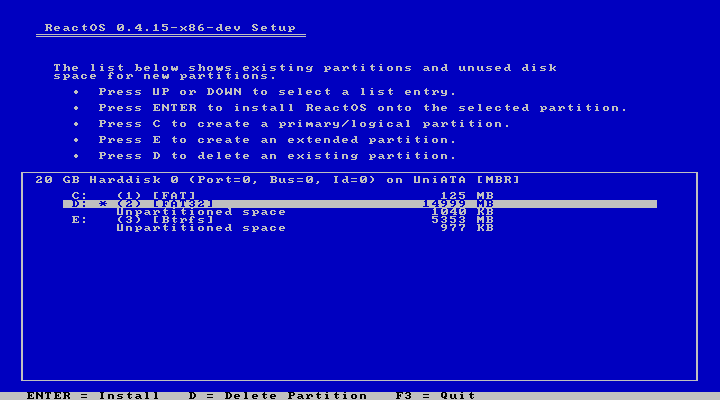 ReactOS 0.4.15-x86-dev Setup
The list below shows existing partitions and unused disk
space for new partitions.
• Press UP or DOWN to select a list entry.
• Press ENTER to install ReactOS onto the selected partition.
• Press C to create a primary/logical partition.
• Press E to create an extended partition.
• Press D to delete an existing partition.
20 GB Harddisk 0 (Port=0, Bus=0, Id=0) on UniATA [MBR]
C: (1) [FAT] 125 MB
D: * (2) [FAT32] 14999 MB
Unpartitioned space 1040 KB
E: (3) [Btrfs] 5353 MB
Unpartitioned space 977 KB
ENTER = Install D = Delete Partition F3 = Quit